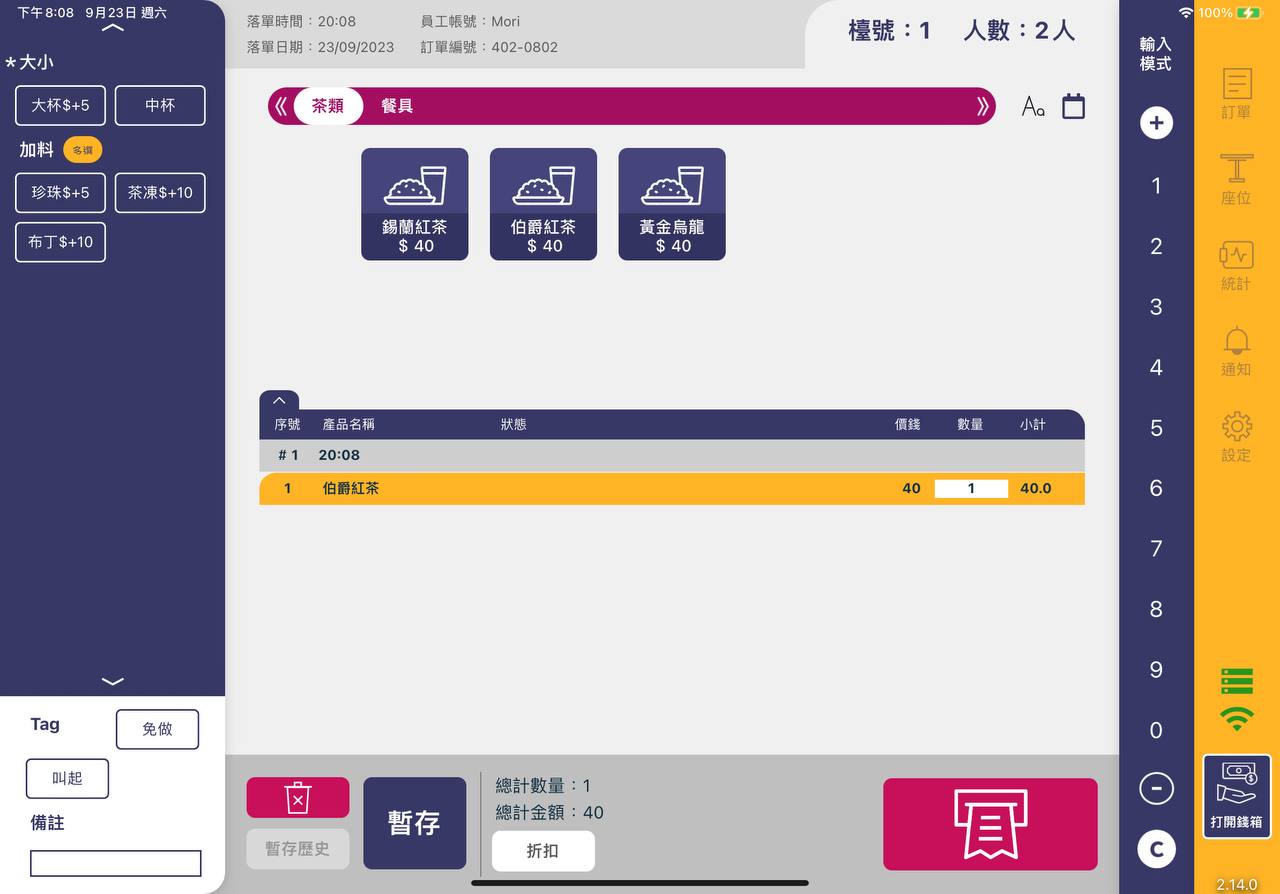 下午8:08 9月23日 週六
*大小
大杯$+5 中杯
加料 多選
珍珠$+5 茶凍$+10
布丁$+10
Tag 免做
叫起
備註
落單時間：20:08 員工帳號：Mori
落單日期：23/09/2023 訂單編號：402-0802
檯號：1 人數：2人
茶類 餐具
Aa
錫蘭紅茶
$ 40
伯爵紅茶
$ 40
黃金烏龍
$ 40
序號 產品名稱 狀態 價錢 數量 小計
# 1 20:08
1 伯爵紅茶 40 1 40.0
暫存歷史
暫存
總計數量：1
總計金額：40
折扣
輸入
模式
+
1
2
3
4
5
6
7
8
9
0
-
C
100%
訂單
座位
統計
通知
設定
打開錢箱
2.14.0